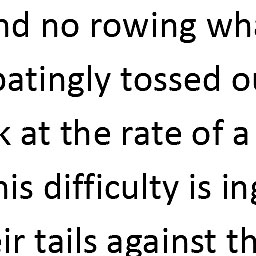 nd no rowing wha
patingly tossed ou
k at the rate of a
his difficulty is ing
eir tails against th